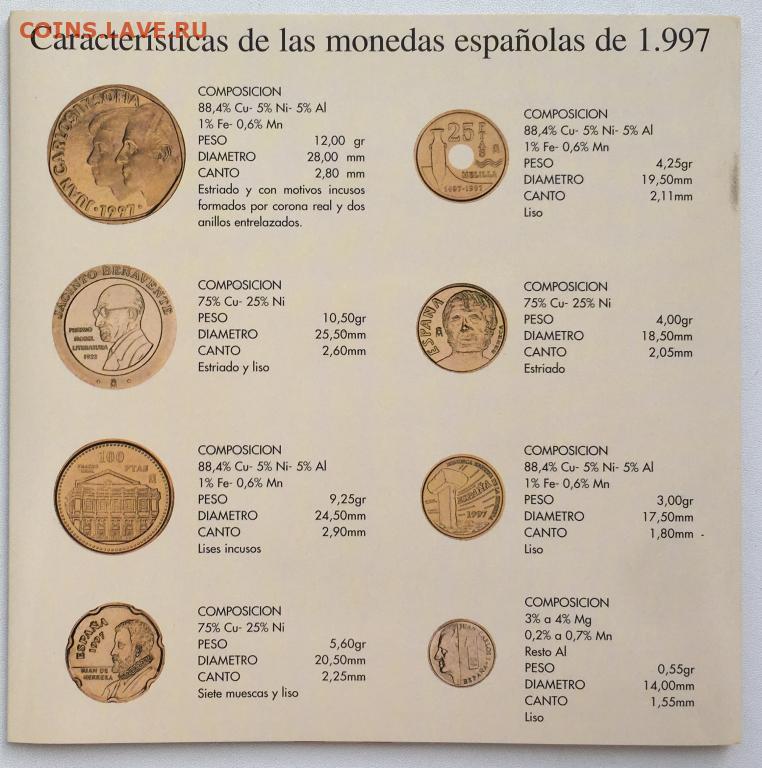 COINS.LAVE.RU
Características de las monedas españolas de 1.997
JUAN CARLOS I Y SOFIA
·1997·
COMPOSICION
88,4% Cu- 5% Ni- 5% Al
1% Fe- 0,6% Mn
PESO 12,00 gr
DIAMETRO 28,00 mm
CANTO 2,80 mm
Estriado y con motivos incusos
formados por corona real y dos
anillos entrelazados.
JACINTO BENAVENTE
PREMIO
NOBEL
LITERATURA
1922
COMPOSICION
75% Cu- 25% Ni
PESO 10,50gr
DIAMETRO 25,50mm
CANTO 2,60mm
Estriado y liso
100
PTAS
TEATRO
REAL
COMPOSICION
88,4% Cu- 5% Ni- 5% Al
1% Fe- 0,6% Mn
PESO 9,25gr
DIAMETRO 24,50mm
CANTO 2,90mm
Lises incusos
ESPAÑA
1997
JUAN DE
HERRERA
COMPOSICION
75% Cu- 25% Ni
PESO 5,60gr
DIAMETRO 20,50mm
CANTO 2,25mm
Siete muescas y liso
25
PTAS
MELILLA
1497-1997
COMPOSICION
88,4% Cu- 5% Ni- 5% Al
1% Fe- 0,6% Mn
PESO 4,25gr
DIAMETRO 19,50mm
CANTO 2,11mm
Liso
ESPAÑA
SENECA
COMPOSICION
75% Cu- 25% Ni
PESO 4,00gr
DIAMETRO 18,50mm
CANTO 2,05mm
Estriado
ESPAÑA
1997
COMPOSICION
88,4% Cu- 5% Ni- 5% Al
1% Fe- 0,6% Mn
PESO 3,00gr
DIAMETRO 17,50mm
CANTO 1,80mm
Liso
JUAN CARLOS I
ESPAÑA
COMPOSICION
3% a 4% Mg
0,2% a 0,7% Mn
Resto Al
PESO 0,55gr
DIAMETRO 14,00mm
CANTO 1,55mm
Liso